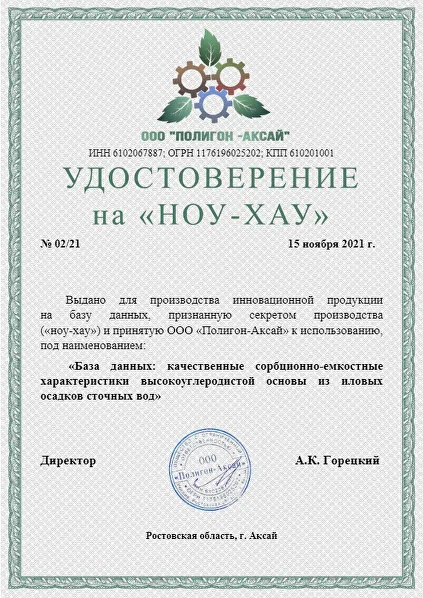 ООО "ПОЛИГОН -АКСАЙ"
ИНН 6102067887; ОГРН 1176196025202; КПП 610201001
УДОСТОВЕРЕНИЕ
на «НОУ-ХАУ»
№ 02/21 15 ноября 2021 г.
Выдано для производства инновационной продукции
на базу данных, признанную секретом производства
(«ноу-хау») и принятую ООО «Полигон-Аксай» к использованию,
под наименованием:
«База данных: качественные сорбционно-емкостные
характеристики высокоуглеродистой основы из иловых
осадков сточных вод»
Директор А.К. Горецкий
ООО
«Полигон-Аксай»
Ростовская область, г. Аксай